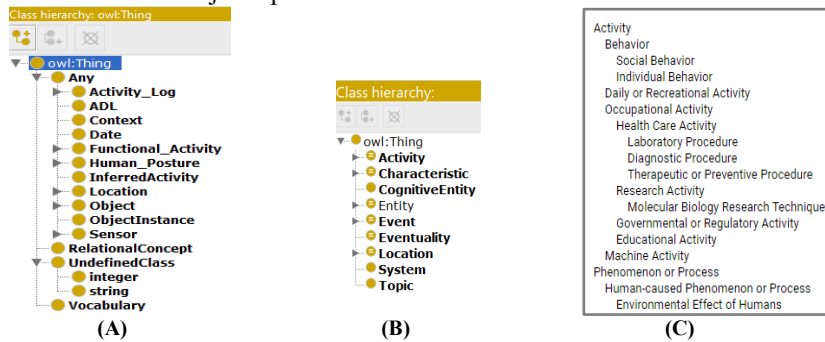 Class hierarchy: owl:Thing
owl:Thing
Any
Activity_Log
ADL
Context
Date
Functional_Activity
Human_Posture
InferredActivity
Location
Object
ObjectInstance
Sensor
RelationalConcept
UndefinedClass
integer
string
Vocabulary
(A)
Class hierarchy:
owl:Thing
Activity
Characteristic
CognitiveEntity
Entity
Event
Eventuality
Location
System
Topic
(B)
Activity
Behavior
Social Behavior
Individual Behavior
Daily or Recreational Activity
Occupational Activity
Health Care Activity
Laboratory Procedure
Diagnostic Procedure
Therapeutic or Preventive Procedure
Research Activity
Molecular Biology Research Technique
Governmental or Regulatory Activity
Educational Activity
Machine Activity
Phenomenon or Process
Human-caused Phenomenon or Process
Environmental Effect of Humans
(C)